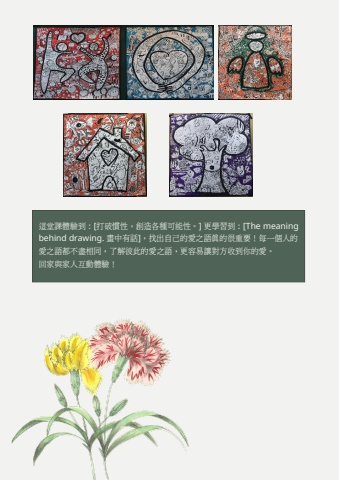 這堂課體驗到：[打破慣性，創造各種可能性。] 更學習到：[The meaning
behind drawing. 畫中有話]，找出自己的愛之語真的很重要！每一個人的
愛之語都不盡相同，了解彼此的愛之語，更容易讓對方收到你的愛。
回家與家人互動體驗！